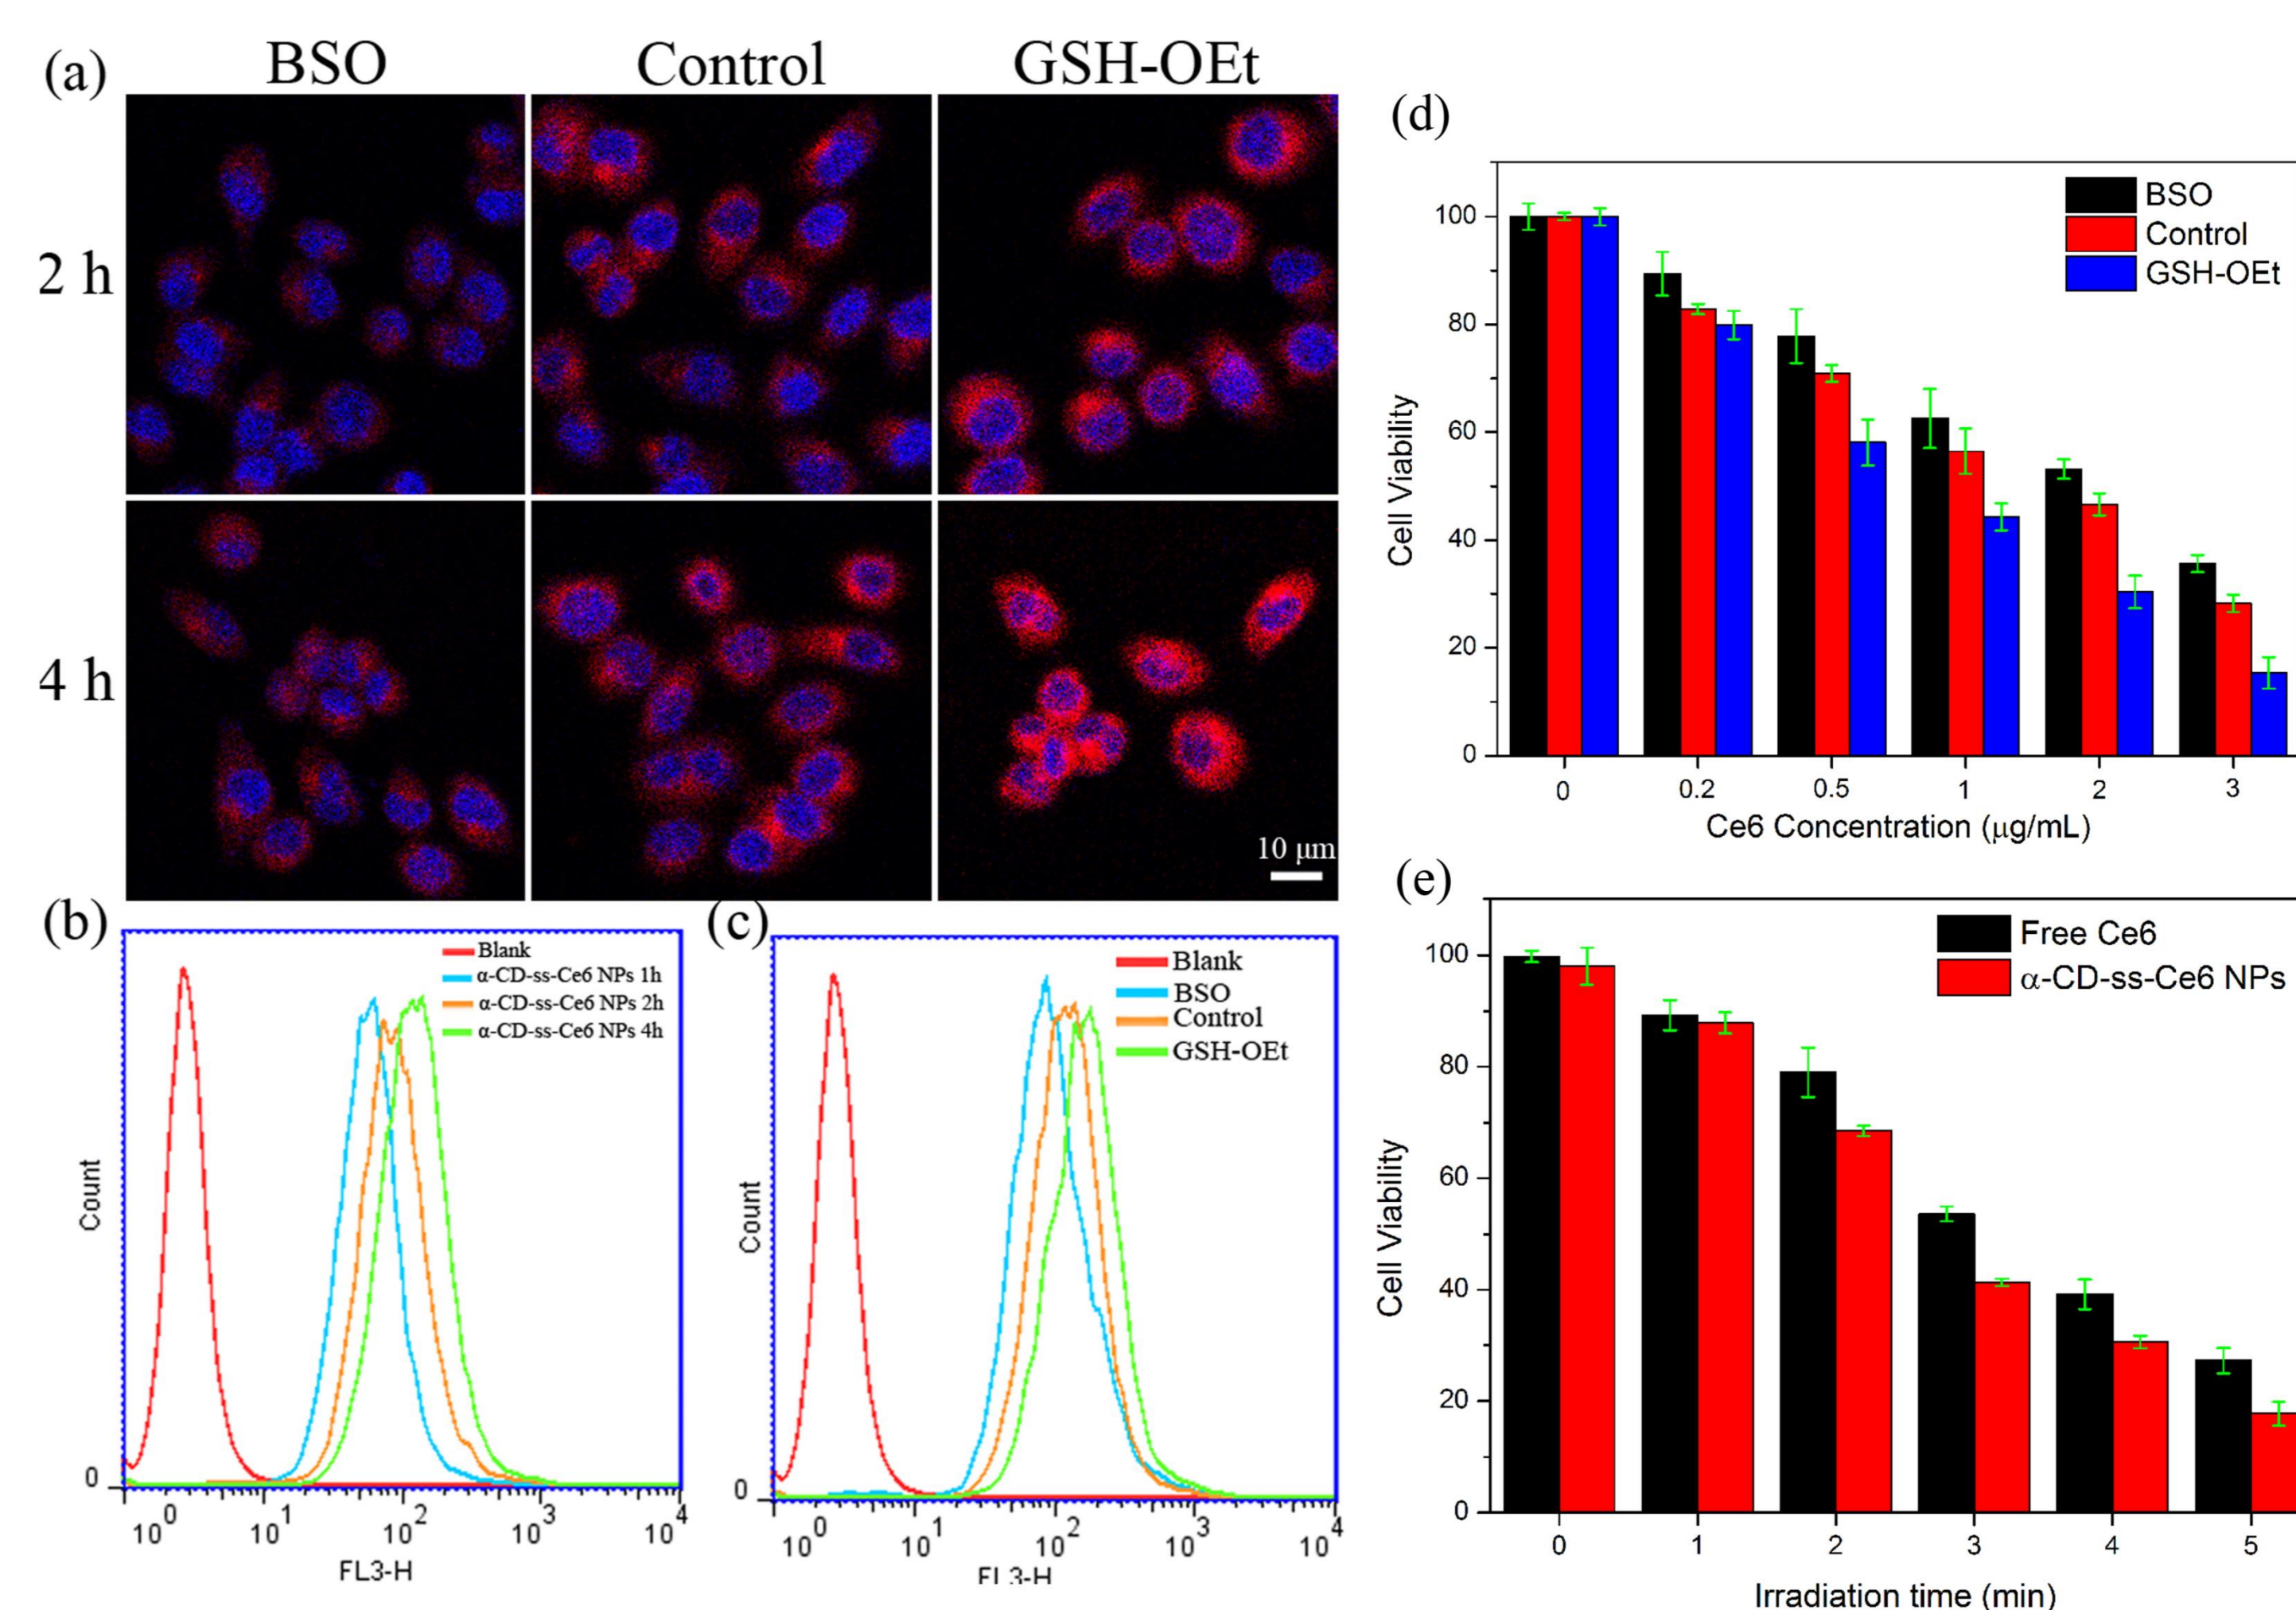 (a)
BSO Control GSH-OEt
2 h
4 h
10 μm
(b)
Blank
α-CD-ss-Ce6 NPs 1h
α-CD-ss-Ce6 NPs 2h
α-CD-ss-Ce6 NPs 4h
Count
0
10^0 10^1 10^2 10^3 10^4
FL3-H
(c)
Blank
BSO
Control
GSH-OEt
Count
0
10^0 10^1 10^2 10^3 10^4
FL3-H
(d)
BSO
Control
GSH-OEt
Cell Viability
100
80
60
40
20
0
0 0.2 0.5 1 2 3
Ce6 Concentration (μg/mL)
(e)
Free Ce6
α-CD-ss-Ce6 NPs
Cell Viability
100
80
60
40
20
0
0 1 2 3 4 5
Irradiation time (min)